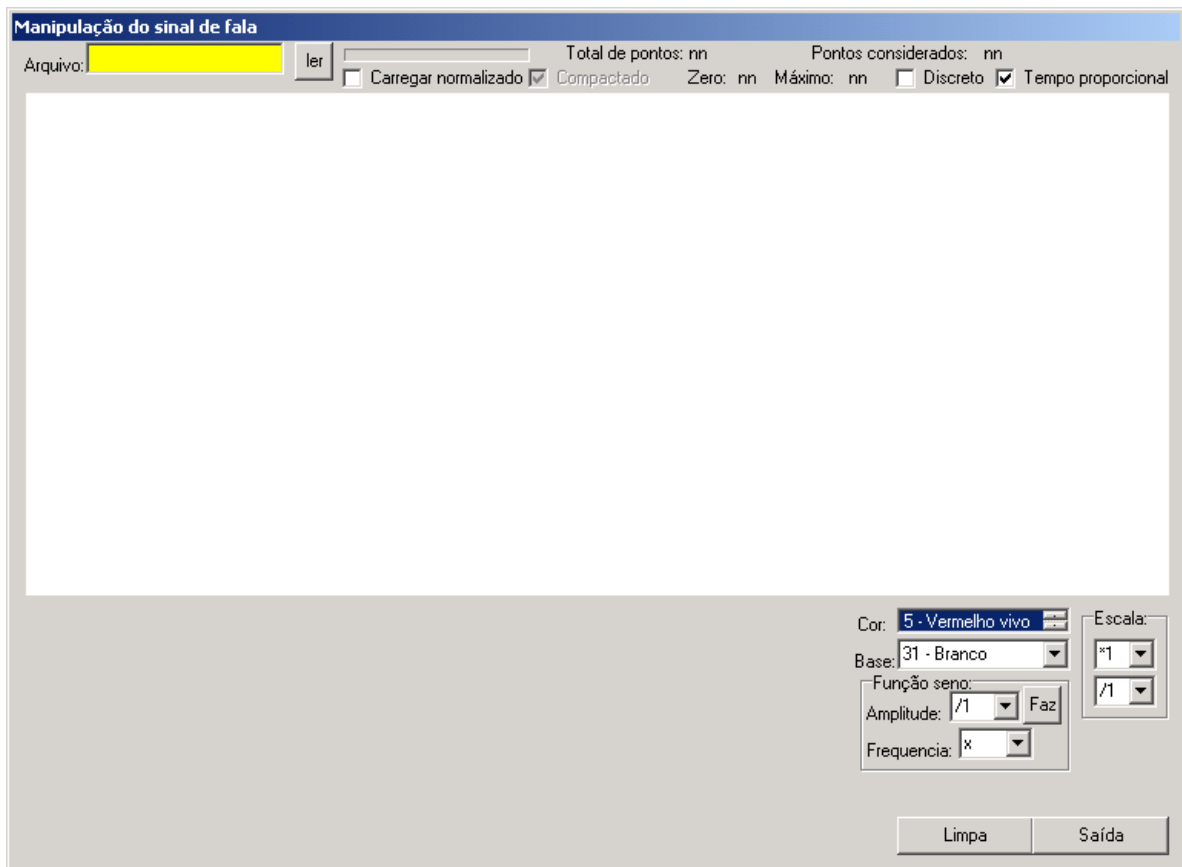 Manipulação do sinal de fala
Arquivo: ler Total de pontos: nn Pontos considerados: nn
Carregar normalizado Compactado Zero: nn Máximo: nn Discreto Tempo proporcional
Cor: 5 - Vermelho vivo Escala:
Base: 31 - Branco *1
Função seno:
Amplitude: /1 Faz /1
Frequencia: x
Limpa Saída